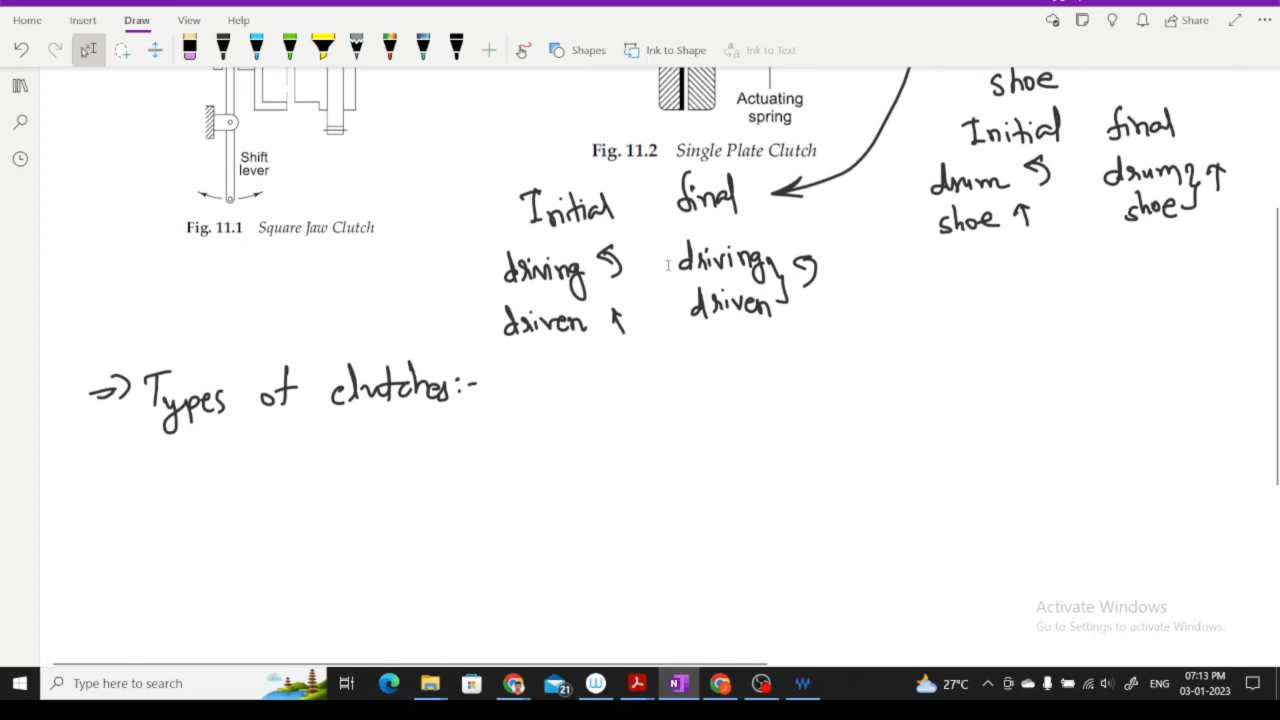 Home Insert Draw View Help Share
Shapes Ink to Shape Ink to Text
Shift
lever
Fig. 11.1 Square Jaw Clutch
Actuating
spring
Fig. 11.2 Single Plate Clutch
Initial final
driving driving
driven driven
shoe
Initial final
drum drum
shoe shoe
⇒ Types of clutches:-
Activate Windows
Go to Settings to activate Windows.
Type here to search
21
27°C
ENG
07:13 PM
03-01-2023